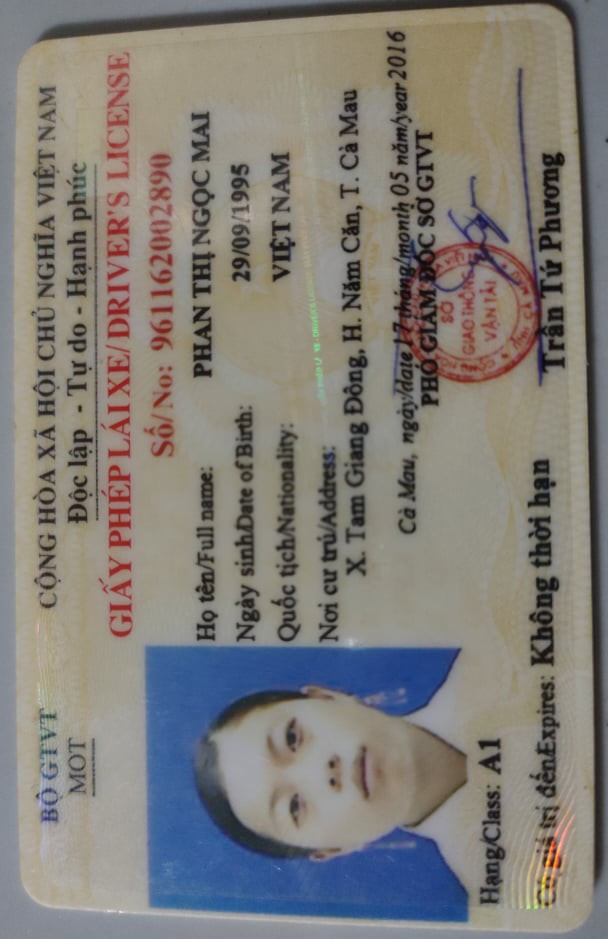 BỘ GTVT
MOT
CỘNG HÒA XÃ HỘI CHỦ NGHĨA VIỆT NAM
Độc lập - Tự do - Hạnh phúc
GIẤY PHÉP LÁI XE/ DRIVER'S LICENSE
Số/ No: 961162002890
Họ tên/Full name: PHAN THỊ NGỌC MAI
Ngày sinh/Date of Birth: 29/09/1995
Quốc tịch/Nationality: VIỆT NAM
Nơi cư trú/Address:
X. Tam Giang Đông, H. Năm Căn, T. Cà Mau
Cà Mau, ngày/date 17 tháng/month 05 năm/year 2016
PHÓ GIÁM ĐỐC SỞ GTVT
SỞ
GIAO THÔNG
VẬN TẢI
Trần Tứ Phương
Hạng/Class: A1
Có giá trị đến/Expires: Không thời hạn